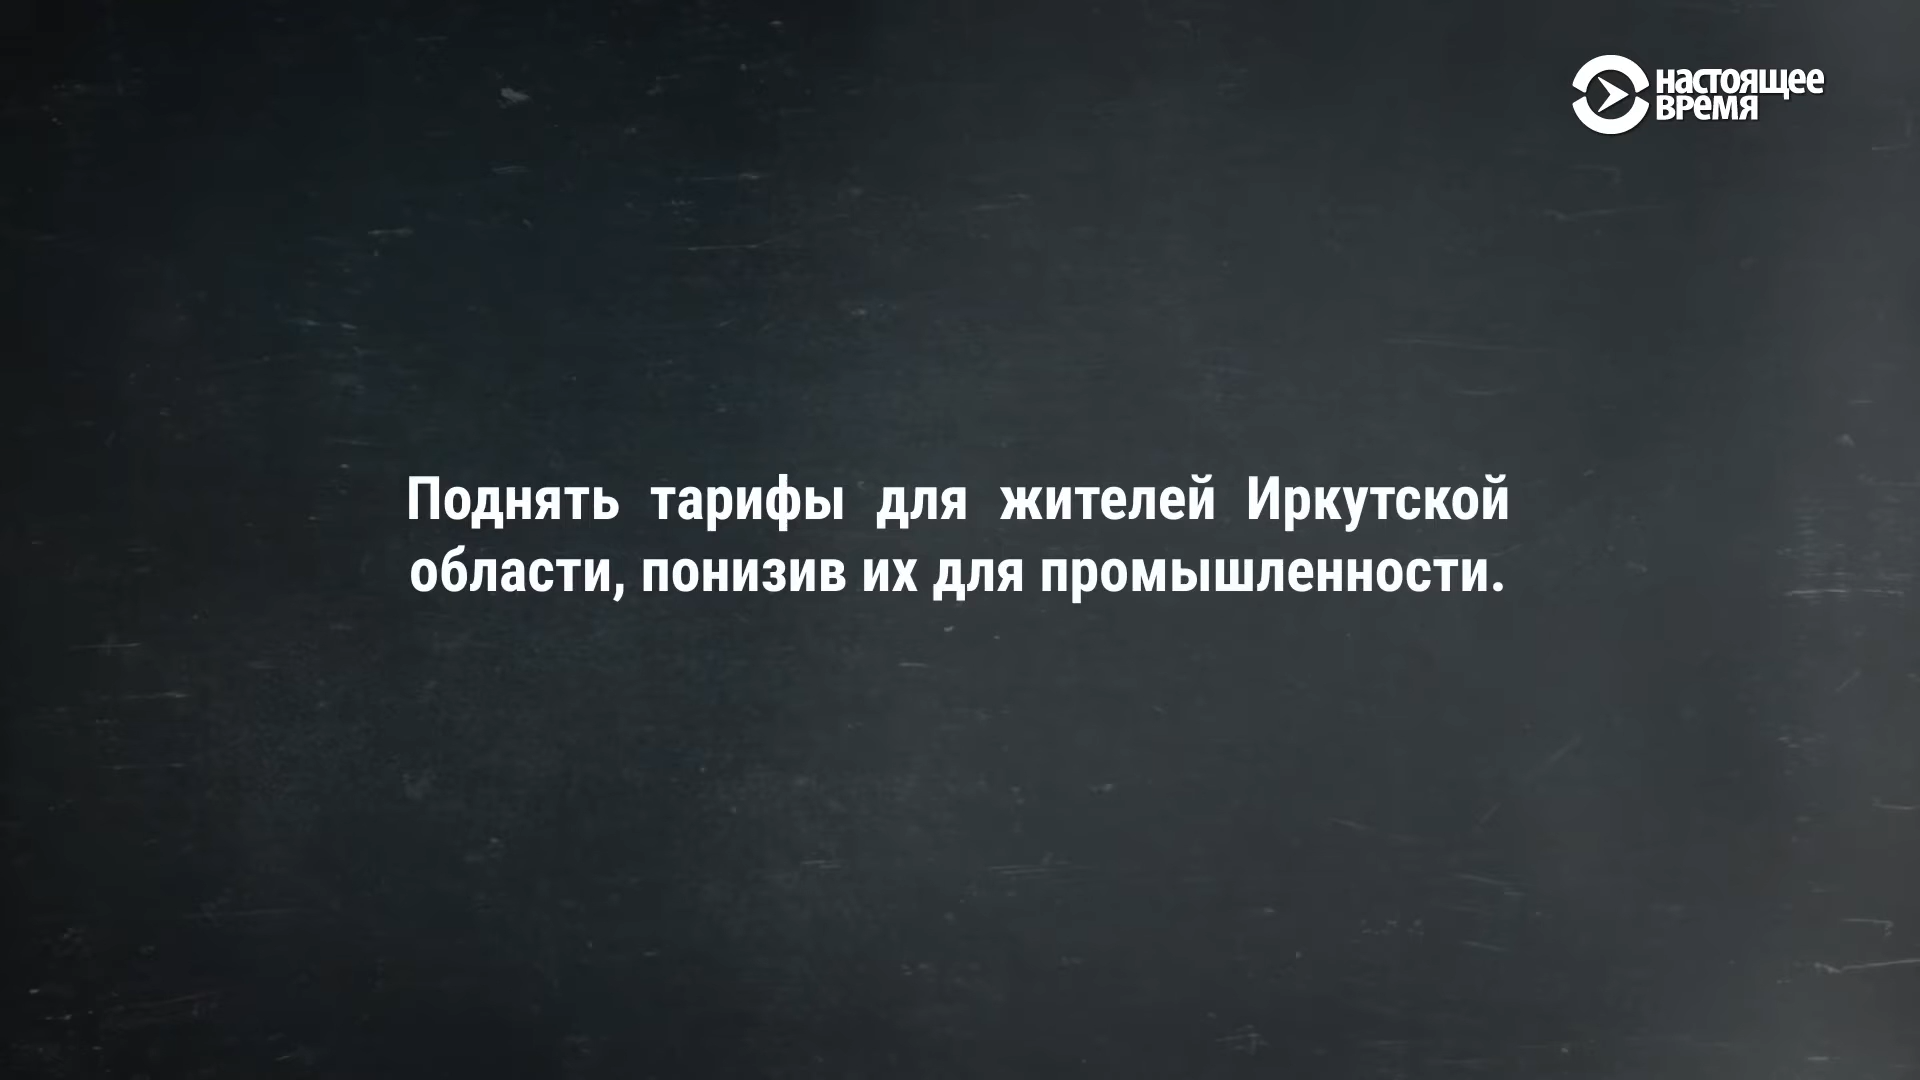 настоящее
время
Поднять тарифы для жителей Иркутской
области, понизив их для промышленности.